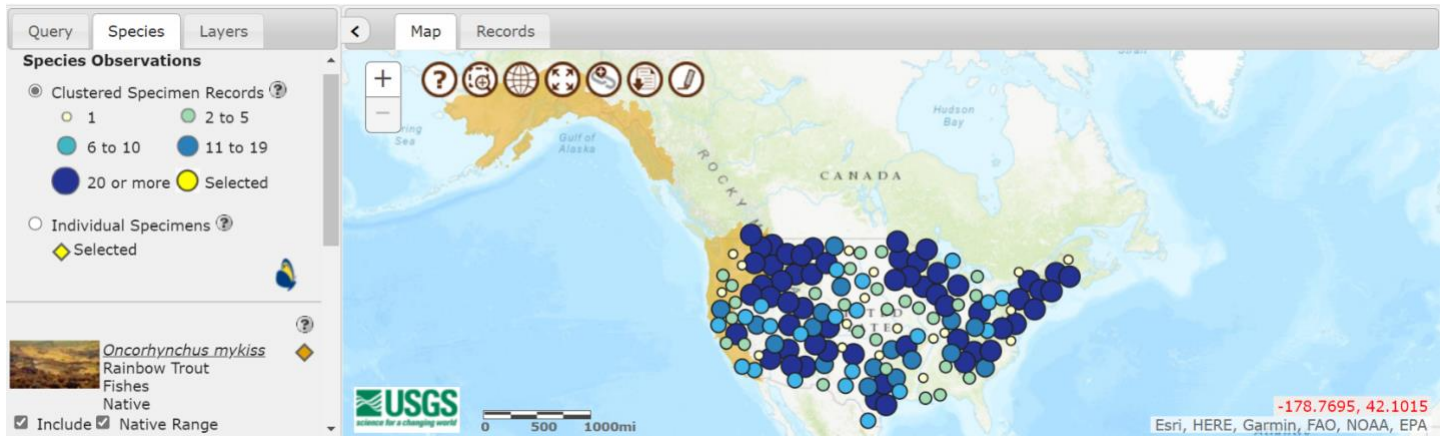 Query Species Layers
Map Records
Species Observations
Clustered Specimen Records ?
1 2 to 5
6 to 10 11 to 19
20 or more Selected
Individual Specimens ?
Selected
?
Oncorhynchus mykiss
Rainbow Trout
Fishes
Native
Include Native Range
+
−
?
Gulf of
Alaska
Hudson
Bay
ROCKY
CANADA
USGS
science for a changing world
0 500 1000mi
-178.7695, 42.1015
Esri, HERE, Garmin, FAO, NOAA, EPA